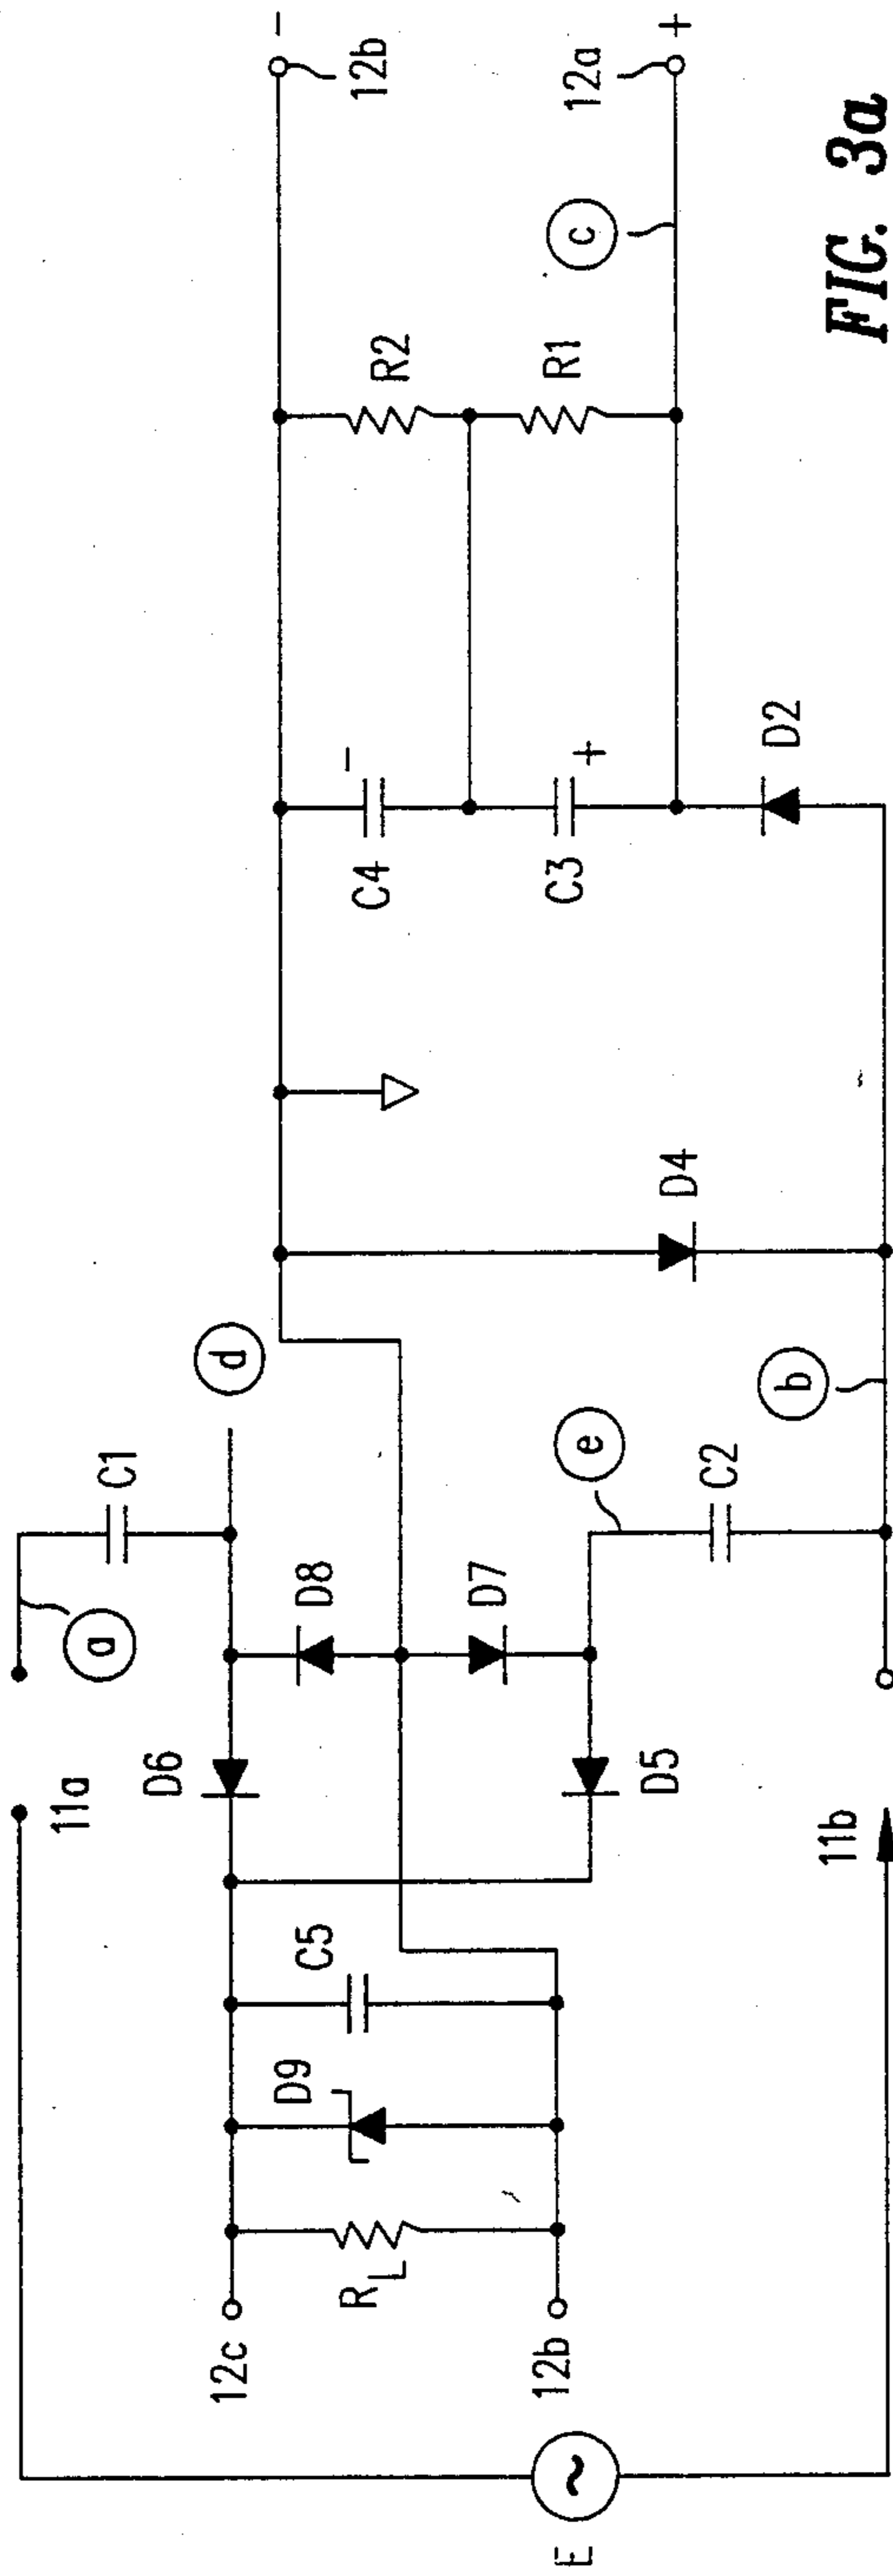 −
12b
12a
+
FIG. 3a
c
R2
R1
−
C4
C3
+
D2
D4
d
b
e
C1
C2
a
D8
D7
D6
D5
11a
11b
C5
D9
R_L
12c
12b
~
E